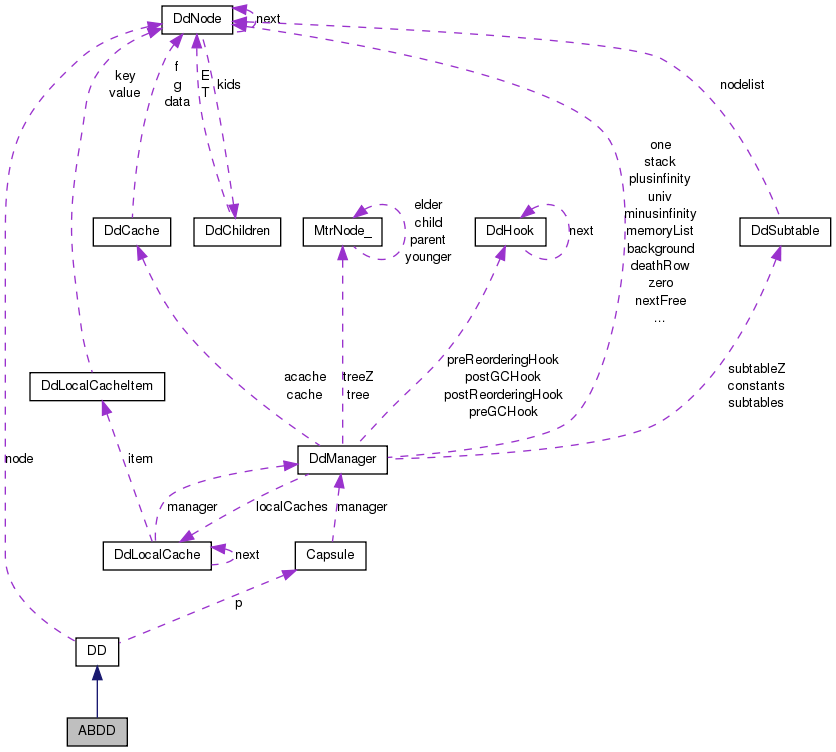 DdNode
next
key
value
f
g
data
E
T
kids
nodelist
one
stack
plusinfinity
univ
minusinfinity
memoryList
background
deathRow
zero
nextFree
...
DdCache
DdChildren
MtrNode_
elder
child
parent
younger
DdHook
next
DdSubtable
DdLocalCacheItem
acache
cache
treeZ
tree
preReorderingHook
postGCHook
postReorderingHook
preGCHook
subtableZ
constants
subtables
node
item
DdManager
manager
localCaches
manager
DdLocalCache
next
Capsule
p
DD
ABDD